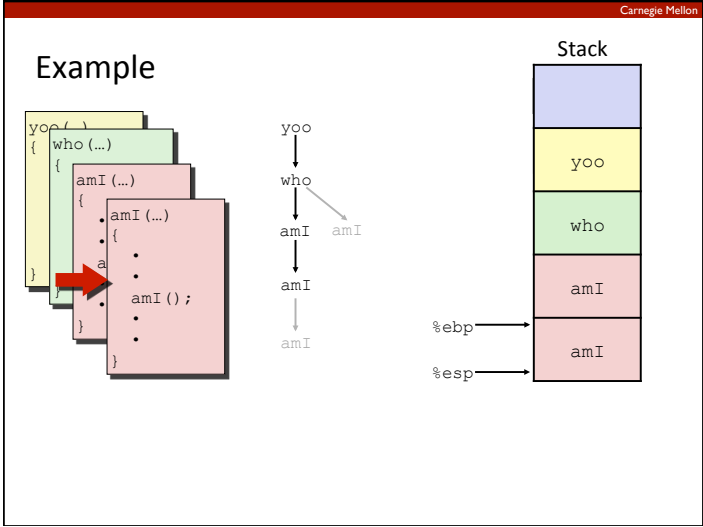 Carnegie Mellon
Example
Stack
yoo(…)
{
}
who(…)
{
}
amI(…)
{
•
•
a
•
•
}
amI(…)
{
•
•
amI();
•
•
}
yoo
who
amI amI
amI
amI
yoo
who
amI
%ebp
amI
%esp